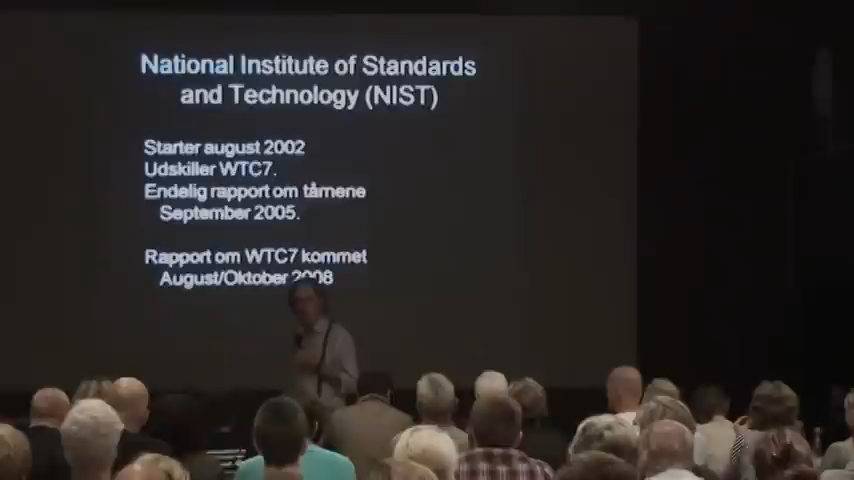 National Institute of Standards
and Technology (NIST)
Starter august 2002
Udskiller WTC7.
Endelig rapport om tårnene
September 2005.
Rapport om WTC7 kommet
August/Oktober 2008